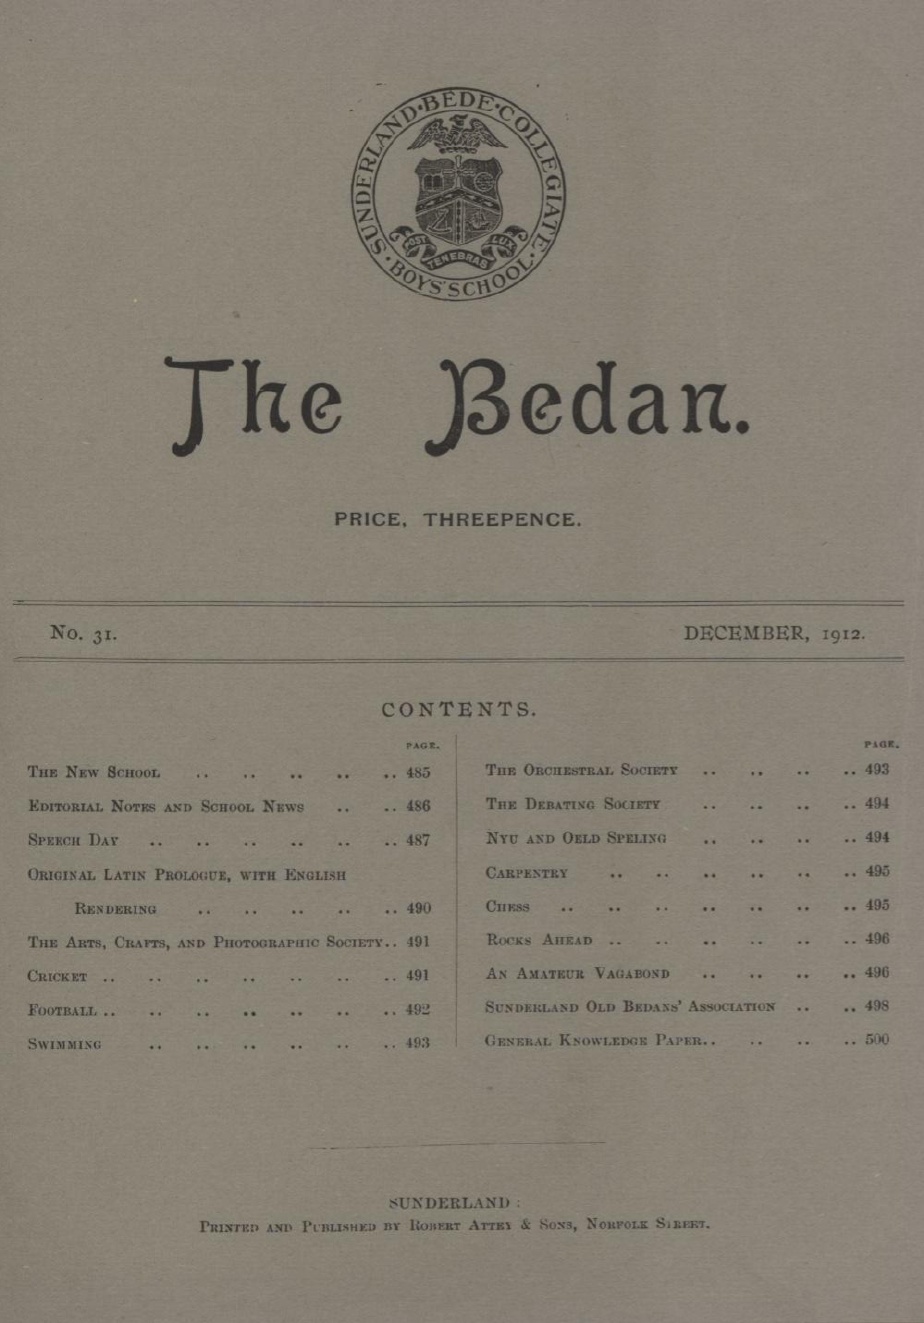 SUNDERLAND·BEDE·COLLEGIATE·BOYS'SCHOOL·
POST TENEBRAS LUX
The Bedan.
PRICE, THREEPENCE.
No. 31. DECEMBER, 1912.
CONTENTS.
PAGE.
THE NEW SCHOOL .. .. .. .. .. 485
EDITORIAL NOTES AND SCHOOL NEWS .. .. 486
SPEECH DAY .. .. .. .. .. .. 487
ORIGINAL LATIN PROLOGUE, WITH ENGLISH
RENDERING .. .. .. .. .. 490
THE ARTS, CRAFTS, AND PHOTOGRAPHIC SOCIETY.. 491
CRICKET .. .. .. .. .. .. .. 491
FOOTBALL .. .. .. .. .. .. .. 492
SWIMMING .. .. .. .. .. .. 493
PAGE.
THE ORCHESTRAL SOCIETY .. .. .. .. 493
THE DEBATING SOCIETY .. .. .. .. 494
NYU AND OELD SPELING .. .. .. .. 494
CARPENTRY .. .. .. .. .. .. 495
CHESS .. .. .. .. .. .. .. 495
ROCKS AHEAD .. .. .. .. .. .. 496
AN AMATEUR VAGABOND .. .. .. .. 496
SUNDERLAND OLD BEDANS' ASSOCIATION .. .. 498
GENERAL KNOWLEDGE PAPER.. .. .. .. 500
SUNDERLAND :
PRINTED AND PUBLISHED BY ROBERT ATTEY & SONS, NORFOLK STREET.